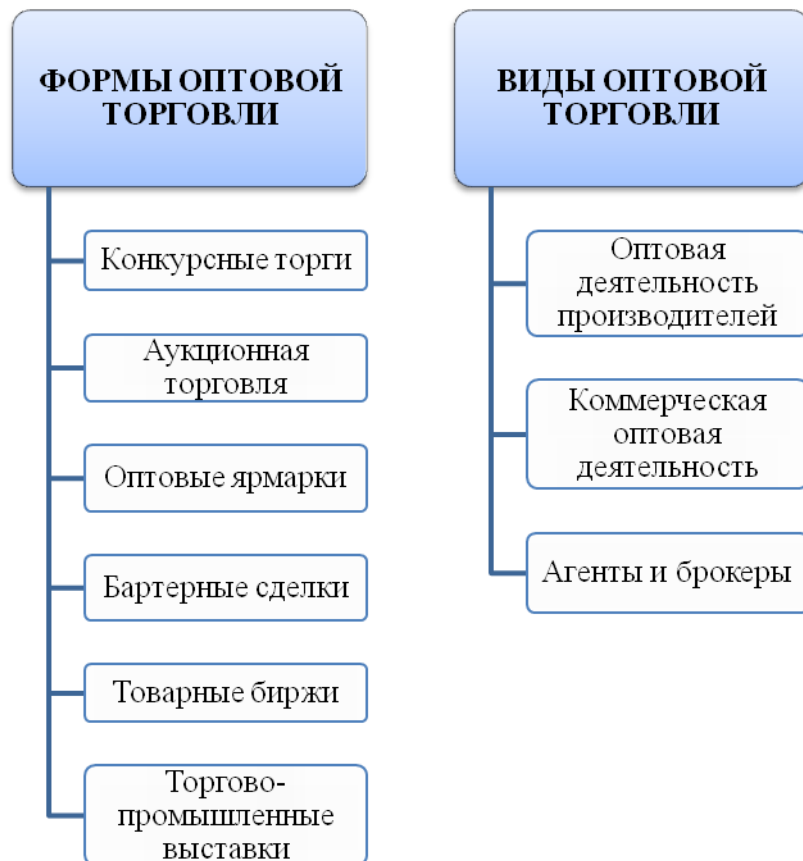 ФОРМЫ ОПТОВОЙ
ТОРГОВЛИ
Конкурсные торги
Аукционная
торговля
Оптовые ярмарки
Бартерные сделки
Товарные биржи
Торгово-
промышленные
выставки
ВИДЫ ОПТОВОЙ
ТОРГОВЛИ
Оптовая
деятельность
производителей
Коммерческая
оптовая
деятельность
Агенты и брокеры